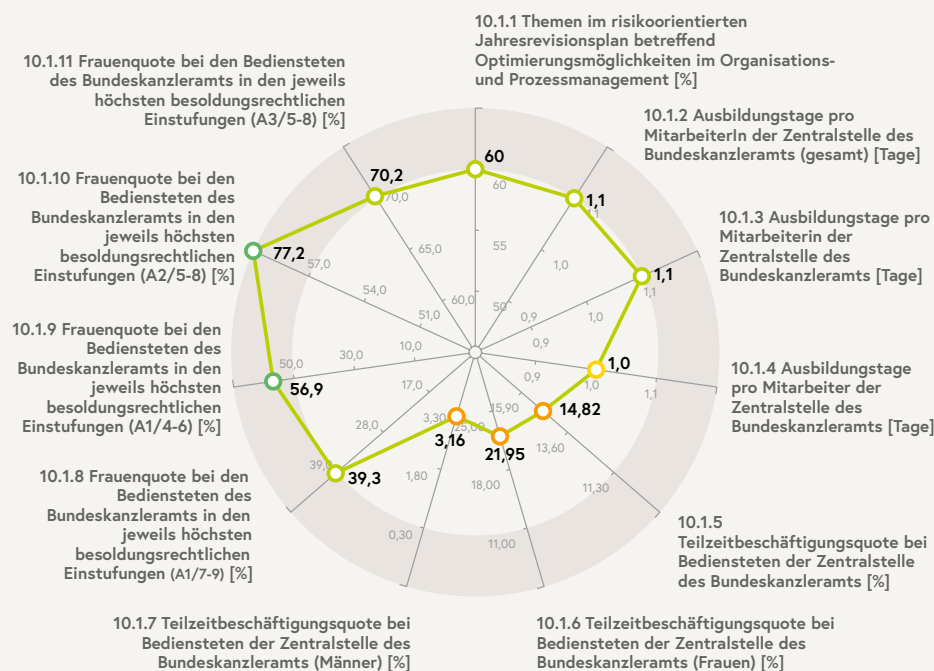 10.1.1 Themen im risikoorientierten
Jahresrevisionsplan betreffend
Optimierungsmöglichkeiten im Organisations-
und Prozessmanagement [%]
10.1.2 Ausbildungstage pro
MitarbeiterIn der Zentralstelle des
Bundeskanzleramts (gesamt) [Tage]
10.1.3 Ausbildungstage pro
Mitarbeiterin der
Zentralstelle des
Bundeskanzleramts [Tage]
10.1.4 Ausbildungstage
pro Mitarbeiter der
Zentralstelle des
Bundeskanzleramts [Tage]
10.1.5
Teilzeitbeschäftigungsquote bei
Bediensteten der Zentralstelle
des Bundeskanzleramts [%]
10.1.6 Teilzeitbeschäftigungsquote bei
Bediensteten der Zentralstelle des
Bundeskanzleramts (Frauen) [%]
10.1.7 Teilzeitbeschäftigungsquote bei
Bediensteten der Zentralstelle des
Bundeskanzleramts (Männer) [%]
10.1.8 Frauenquote bei den
Bediensteten des
Bundeskanzleramts in den
jeweils höchsten
besoldungsrechtlichen
Einstufungen (A1/7-9) [%]
10.1.9 Frauenquote bei den
Bediensteten des
Bundeskanzleramts in den
jeweils höchsten
besoldungsrechtlichen
Einstufungen (A1/4-6) [%]
10.1.10 Frauenquote bei den
Bediensteten des
Bundeskanzleramts in den
jeweils höchsten
besoldungsrechtlichen
Einstufungen (A2/5-8) [%]
10.1.11 Frauenquote bei den Bediensteten
des Bundeskanzleramts in den jeweils
höchsten besoldungsrechtlichen
Einstufungen (A3/5-8) [%]
60
60
55
50
1,1
1,1
1,0
0,9
1,1
1,1
1,0
0,9
1,0
1,0
1,1
0,9
14,82
15,90
13,60
11,30
21,95
25,00
18,00
11,00
3,16
3,30
1,80
0,30
39,3
39,0
28,0
17,0
56,9
50,0
30,0
10,0
77,2
57,0
54,0
51,0
70,2
70,0
65,0
60,0